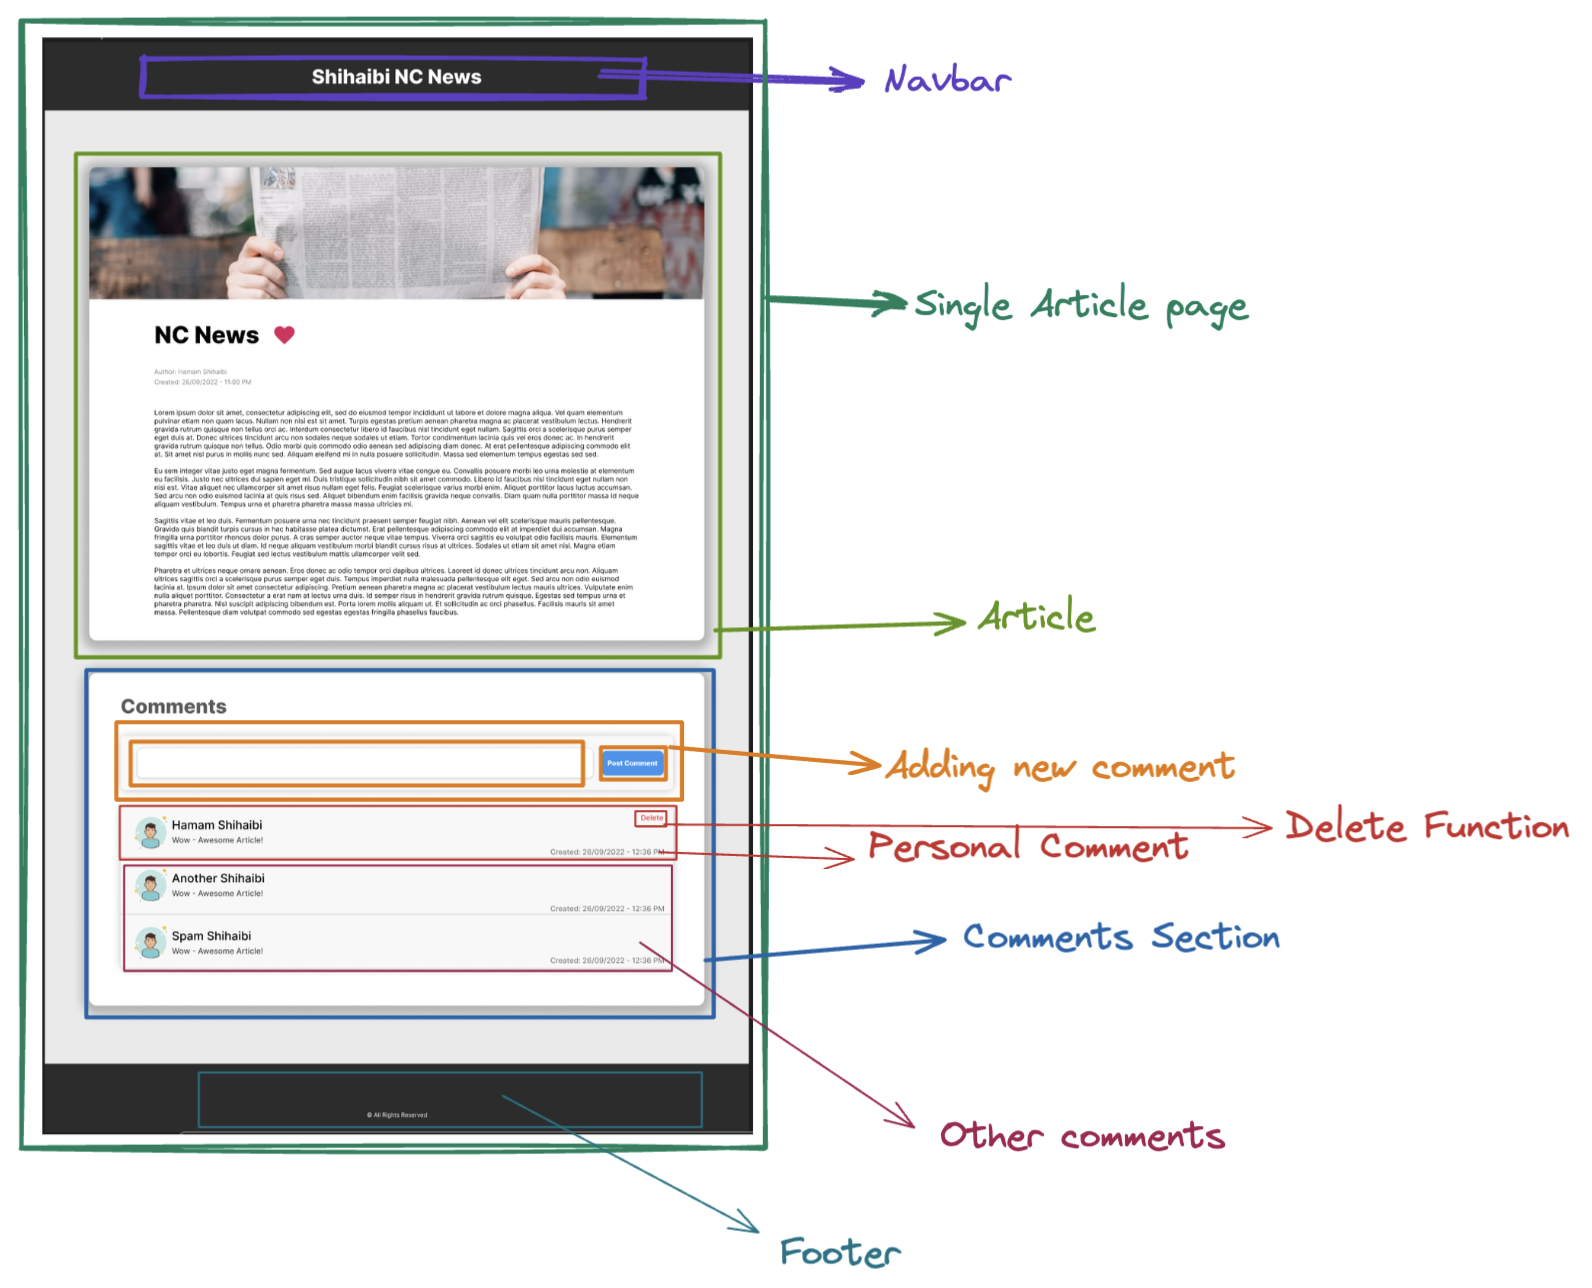 Shihaibi NC News
Navbar
Single Article page
NC News
Author: Hamam Shihaibi
Created: 26/09/2022 - 11:00 PM
Lorem ipsum dolor sit amet, consectetur adipiscing elit, sed do eiusmod tempor incididunt ut labore et dolore magna aliqua. Vel quam elementum
pulvinar etiam non quam lacus. Nullam non nisi est sit amet. Turpis egestas pretium aenean pharetra magna ac placerat vestibulum lectus. Hendrerit
gravida rutrum quisque non tellus orci ac. Interdum consectetur libero id faucibus nisl tincidunt eget nullam. Sagittis orci a scelerisque purus semper
eget duis at. Donec ultrices tincidunt arcu non sodales neque sodales ut etiam. Tortor condimentum lacinia quis vel eros donec ac. In hendrerit
gravida rutrum quisque non tellus. Odio morbi quis commodo odio aenean sed adipiscing diam donec. At erat pellentesque adipiscing commodo elit
at. Sit amet nisl purus in mollis nunc sed. Aliquam eleifend mi in nulla posuere sollicitudin. Massa sed elementum tempus egestas sed sed.
Eu sem integer vitae justo eget magna fermentum. Sed augue lacus viverra vitae congue eu. Convallis posuere morbi leo urna molestie at elementum
eu facilisis. Justo nec ultrices dui sapien eget mi. Duis tristique sollicitudin nibh sit amet commodo. Libero id faucibus nisl tincidunt eget nullam non
nisi est. Vitae aliquet nec ullamcorper sit amet risus nullam eget felis. Feugiat scelerisque varius morbi enim. Aliquet porttitor lacus luctus accumsan.
Sed arcu non odio euismod lacinia at quis risus sed. Aliquet bibendum enim facilisis gravida neque convallis. Diam quam nulla porttitor massa id neque
aliquam vestibulum. Tempus urna et pharetra pharetra massa massa ultricies mi.
Sagittis vitae et leo duis. Fermentum posuere urna nec tincidunt praesent semper feugiat nibh. Aenean vel elit scelerisque mauris pellentesque.
Gravida quis blandit turpis cursus in hac habitasse platea dictumst. Erat pellentesque adipiscing commodo elit at imperdiet dui accumsan. Magna
fringilla urna porttitor rhoncus dolor purus. A cras semper auctor neque vitae tempus. Viverra orci sagittis eu volutpat odio facilisis mauris. Elementum
sagittis vitae et leo duis ut diam. Id neque aliquam vestibulum morbi blandit cursus risus at ultrices. Sodales ut etiam sit amet nisl. Magna etiam
tempor orci eu lobortis. Feugiat sed lectus vestibulum mattis ullamcorper velit sed.
Pharetra et ultrices neque ornare aenean. Eros donec ac odio tempor orci dapibus ultrices. Laoreet id donec ultrices tincidunt arcu non. Aliquam
ultrices sagittis orci a scelerisque purus semper eget duis. Tempus imperdiet nulla malesuada pellentesque elit eget. Sed arcu non odio euismod
lacinia at. Ipsum dolor sit amet consectetur adipiscing. Pretium aenean pharetra magna ac placerat vestibulum lectus mauris ultrices. Vulputate enim
nulla aliquet porttitor. Consectetur a erat nam at lectus urna duis. Id semper risus in hendrerit gravida rutrum quisque. Egestas sed tempus urna et
pharetra pharetra. Nisl suscipit adipiscing bibendum est. Porta lorem mollis aliquam ut. Et sollicitudin ac orci phasellus. Facilisis mauris sit amet
massa. Pellentesque diam volutpat commodo sed egestas egestas fringilla phasellus faucibus.
Article
Comments
Post Comment
Adding new comment
Hamam Shihaibi
Delete
Wow - Awesome Article!
Created: 26/09/2022 - 12:36 PM
Delete Function
Personal Comment
Another Shihaibi
Wow - Awesome Article!
Created: 26/09/2022 - 12:36 PM
Spam Shihaibi
Wow - Awesome Article!
Created: 26/09/2022 - 12:36 PM
Comments Section
Other comments
© All Rights Reserved
Footer